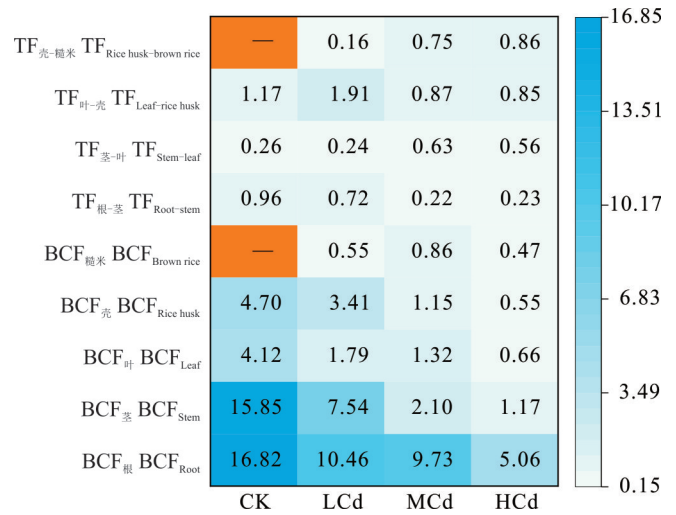 TF壳-糙米 TFRice husk-brown rice — 0.16 0.75 0.86
TF叶-壳 TFLeaf-rice husk 1.17 1.91 0.87 0.85
TF茎-叶 TFStem-leaf 0.26 0.24 0.63 0.56
TF根-茎 TFRoot-stem 0.96 0.72 0.22 0.23
BCF糙米 BCFBrown rice — 0.55 0.86 0.47
BCF壳 BCFRice husk 4.70 3.41 1.15 0.55
BCF叶 BCFLeaf 4.12 1.79 1.32 0.66
BCF茎 BCFStem 15.85 7.54 2.10 1.17
BCF根 BCFRoot 16.82 10.46 9.73 5.06
CK LCd MCd HCd
16.85
13.51
10.17
6.83
3.49
0.15